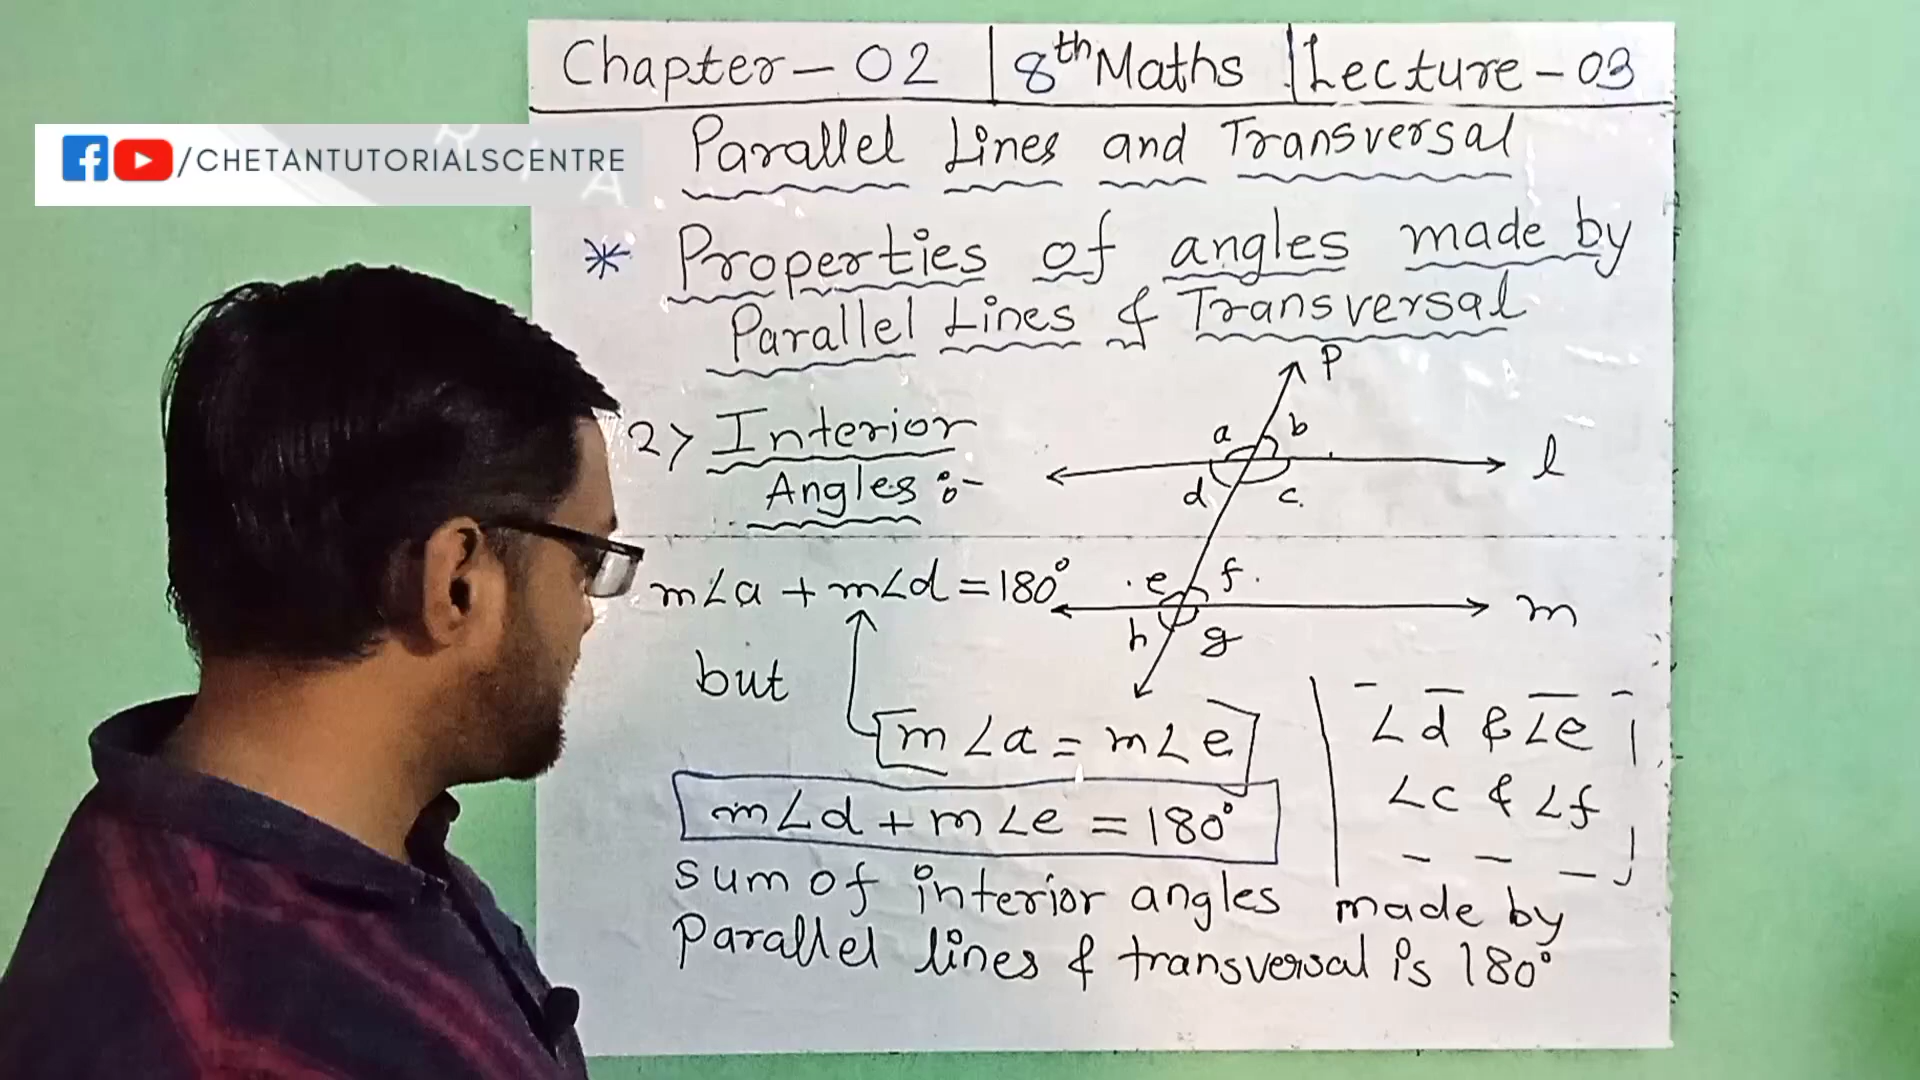 Chapter – 02 | 8th Maths | Lecture – 03
/CHETANTUTORIALSCENTRE
Parallel Lines and Transversal
* Properties of angles made by
Parallel Lines & Transversal
2> Interior
Angles :-
P
a b
l
d c
m∠a + m∠d = 180°
e f
m
h g
but
m∠a = m∠e
∠d & ∠e
∠c & ∠f
m∠d + m∠e = 180°
sum of interior angles made by
Parallel lines & transversal is 180°